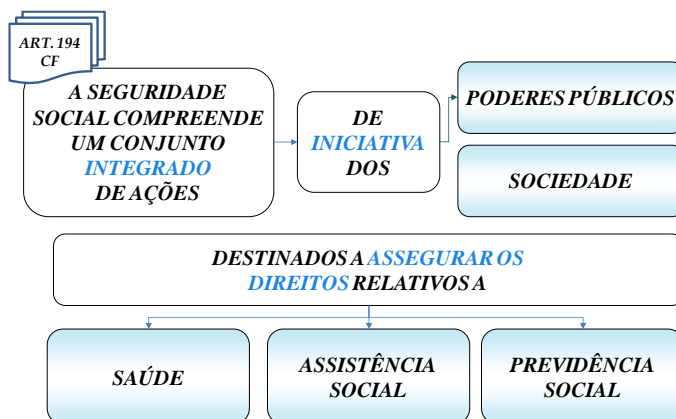 ART. 194
CF
A SEGURIDADE
SOCIAL COMPREENDE
UM CONJUNTO
INTEGRADO
DE AÇÕES
DE
INICIATIVA
DOS
PODERES PÚBLICOS
SOCIEDADE
DESTINADOS A ASSEGURAR OS
DIREITOS RELATIVOS A
SAÚDE
ASSISTÊNCIA
SOCIAL
PREVIDÊNCIA
SOCIAL